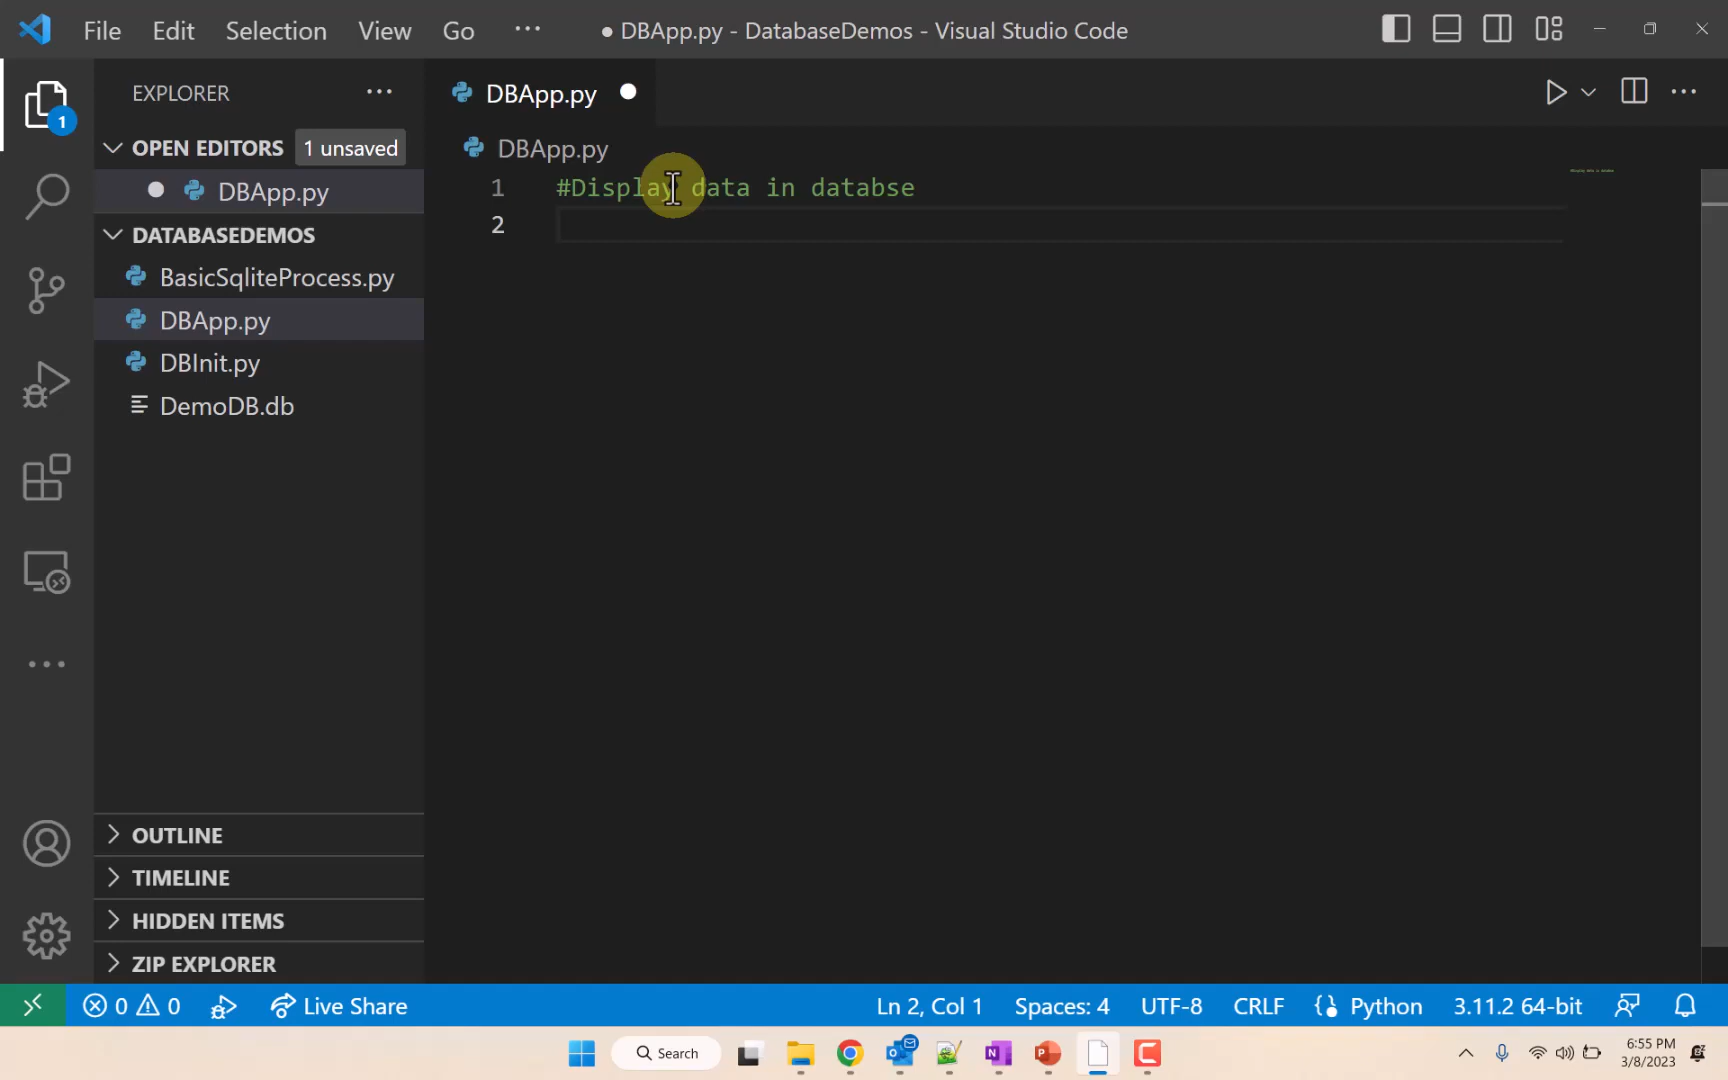 File Edit Selection View Go ··· ● DBApp.py - DatabaseDemos - Visual Studio Code
EXPLORER ···
DBApp.py
1
OPEN EDITORS 1 unsaved
DBApp.py
DBApp.py
1 #Display data in databse
2
DATABASEDEMOS
BasicSqliteProcess.py
DBApp.py
DBInit.py
DemoDB.db
OUTLINE
TIMELINE
HIDDEN ITEMS
ZIP EXPLORER
0 0 Live Share Ln 2, Col 1 Spaces: 4 UTF-8 CRLF {} Python 3.11.2 64-bit
Search
6:55 PM
3/8/2023